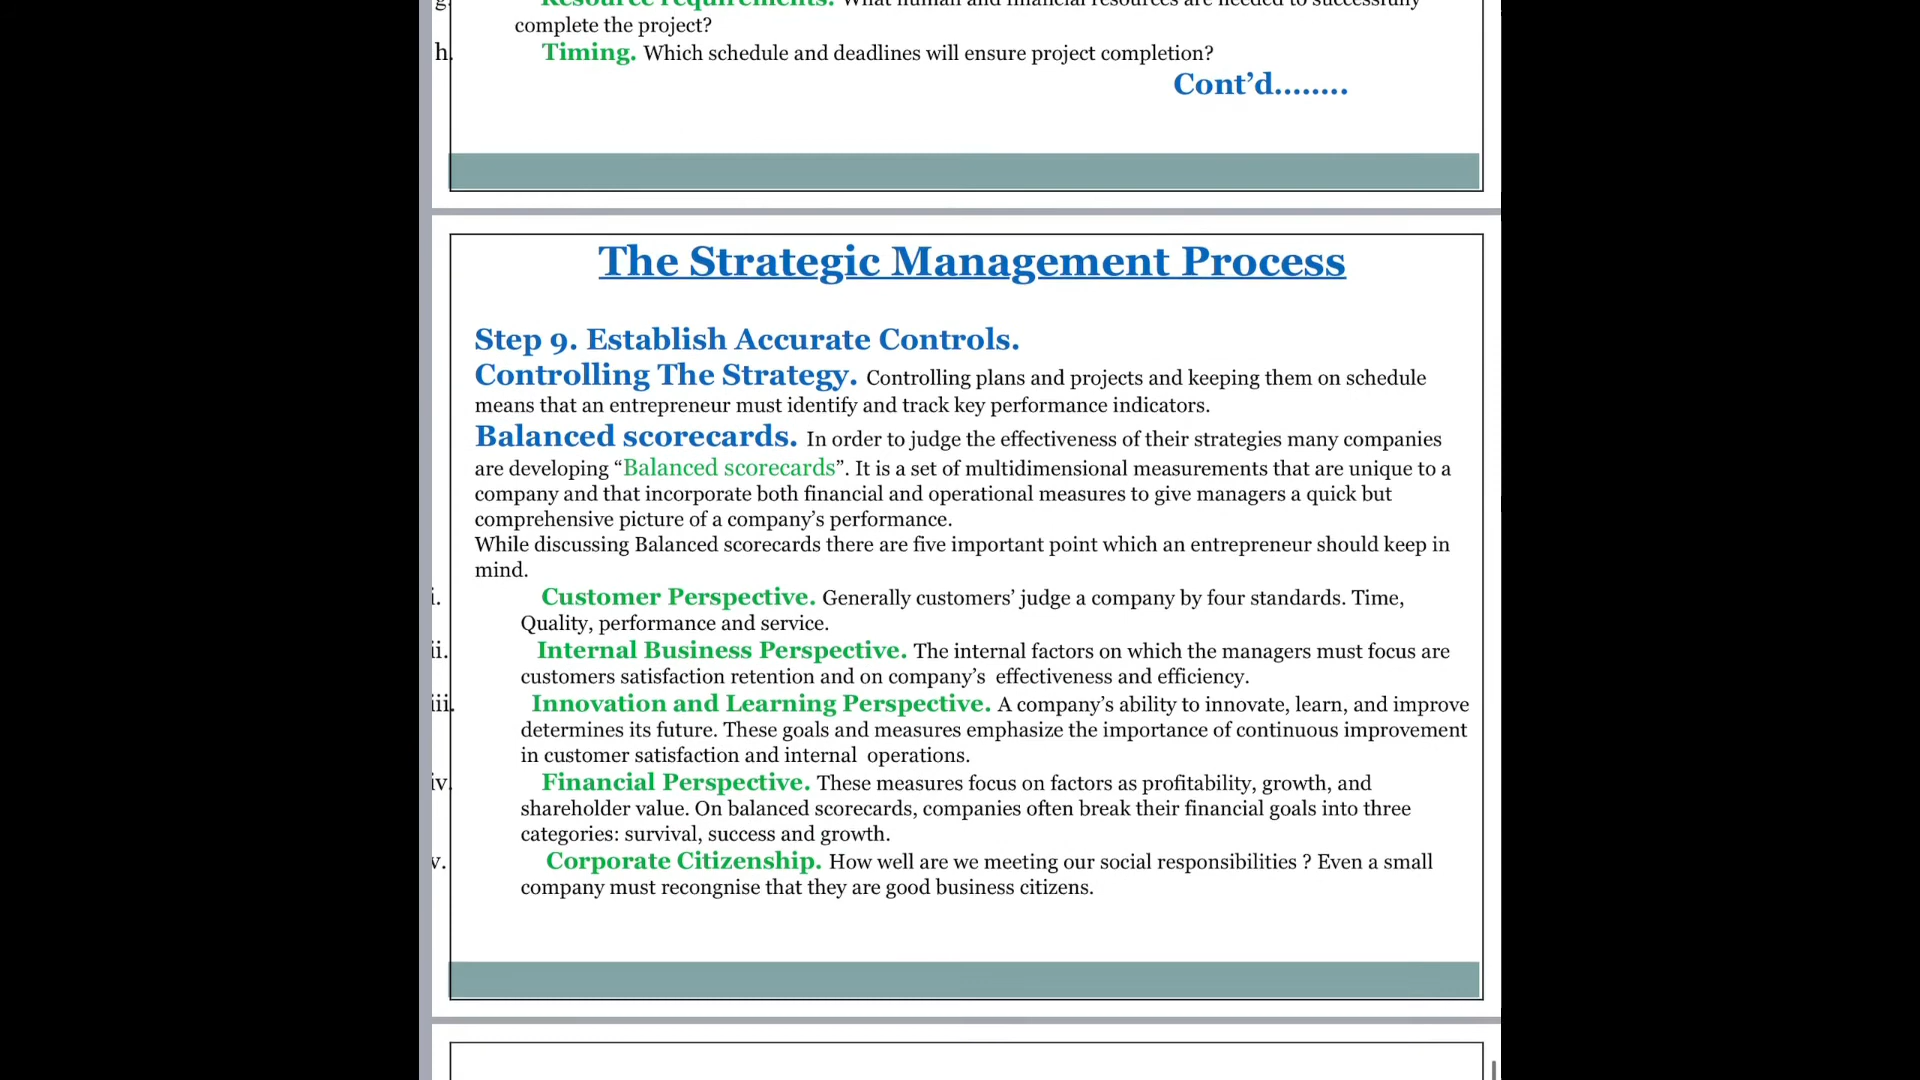 g. Resource requirements. What human and financial resources are needed to successfully
complete the project?
h. Timing. Which schedule and deadlines will ensure project completion?
Cont’d........
The Strategic Management Process
Step 9. Establish Accurate Controls.
Controlling The Strategy. Controlling plans and projects and keeping them on schedule
means that an entrepreneur must identify and track key performance indicators.
Balanced scorecards. In order to judge the effectiveness of their strategies many companies
are developing “Balanced scorecards”. It is a set of multidimensional measurements that are unique to a
company and that incorporate both financial and operational measures to give managers a quick but
comprehensive picture of a company’s performance.
While discussing Balanced scorecards there are five important point which an entrepreneur should keep in
mind.
i. Customer Perspective. Generally customers’ judge a company by four standards. Time,
Quality, performance and service.
ii. Internal Business Perspective. The internal factors on which the managers must focus are
customers satisfaction retention and on company’s effectiveness and efficiency.
iii. Innovation and Learning Perspective. A company’s ability to innovate, learn, and improve
determines its future. These goals and measures emphasize the importance of continuous improvement
in customer satisfaction and internal operations.
iv. Financial Perspective. These measures focus on factors as profitability, growth, and
shareholder value. On balanced scorecards, companies often break their financial goals into three
categories: survival, success and growth.
v. Corporate Citizenship. How well are we meeting our social responsibilities ? Even a small
company must recongnise that they are good business citizens.